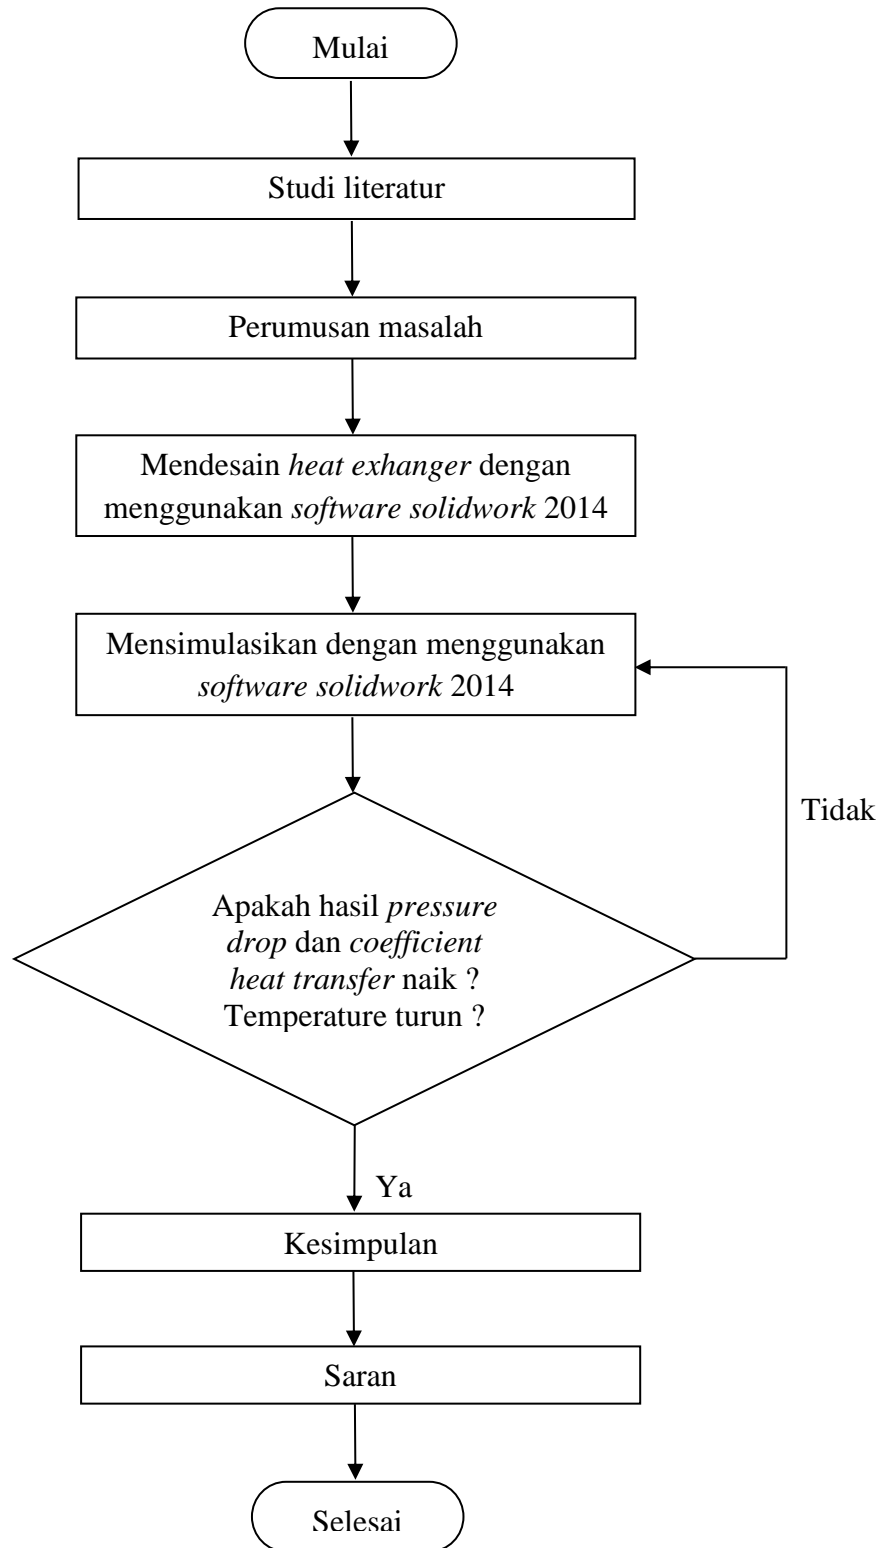 Mulai
Studi literatur
Perumusan masalah
Mendesain heat exhanger dengan
menggunakan software solidwork 2014
Mensimulasikan dengan menggunakan
software solidwork 2014
Tidak
Apakah hasil pressure
drop dan coefficient
heat transfer naik ?
Temperature turun ?
Ya
Kesimpulan
Saran
Selesai